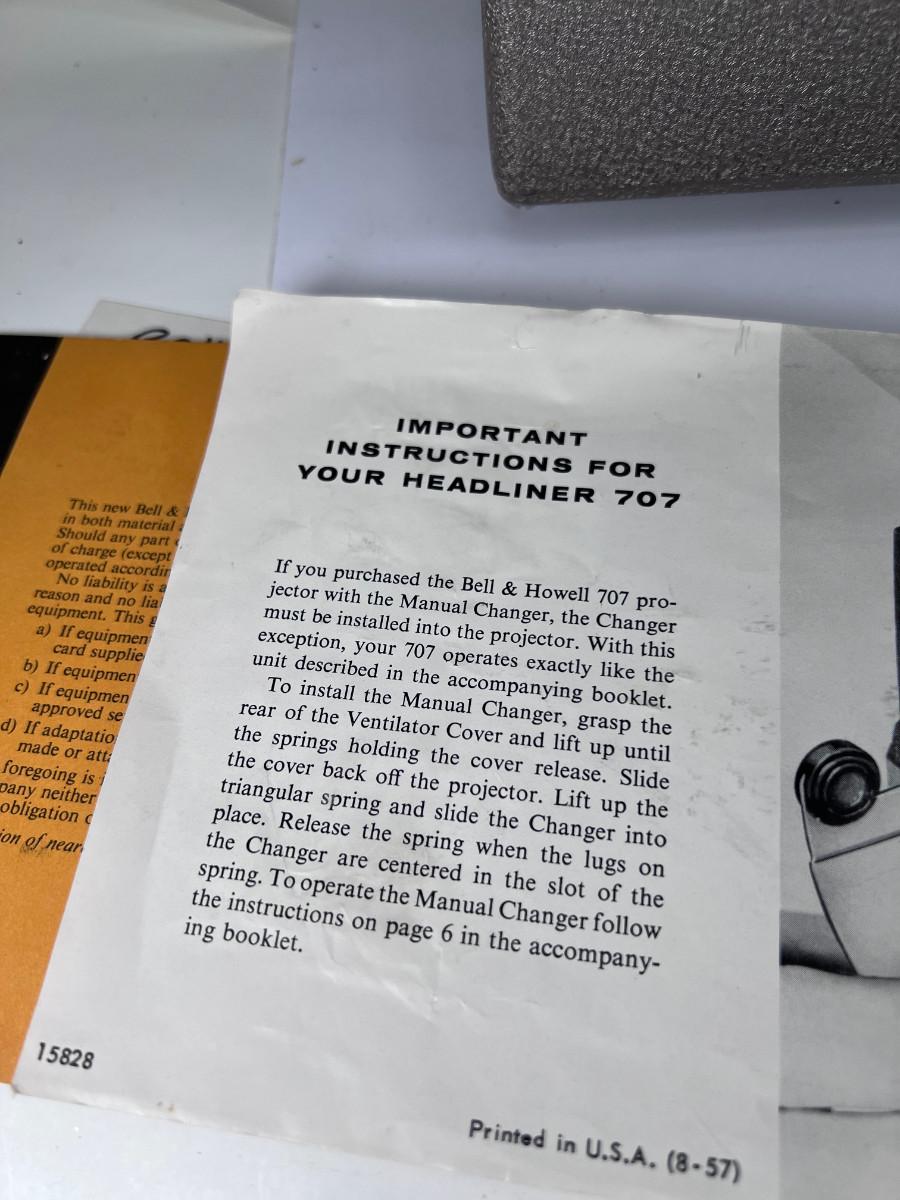 IMPORTANT
INSTRUCTIONS FOR
YOUR HEADLINER 707
If you purchased the Bell & Howell 707 pro-
jector with the Manual Changer, the Changer
must be installed into the projector. With this
exception, your 707 operates exactly like the
unit described in the accompanying booklet.
To install the Manual Changer, grasp the
rear of the Ventilator Cover and lift up until
the springs holding the cover release. Slide
the cover back off the projector. Lift up the
triangular spring and slide the Changer into
place. Release the spring when the lugs on
the Changer are centered in the slot of the
spring. To operate the Manual Changer follow
the instructions on page 6 in the accompany-
ing booklet.
15828
Printed in U.S.A. (8-57)
This new Bell &
in both material
Should any part
of charge (except
operated accordin
No liability is a
reason and no lia
equipment. This g
a) If equipmen
card supplie
b) If equipmen
c) If equipmen
approved se
d) If adaptatio
made or atta
foregoing is
pany neither
obligation
ion of near